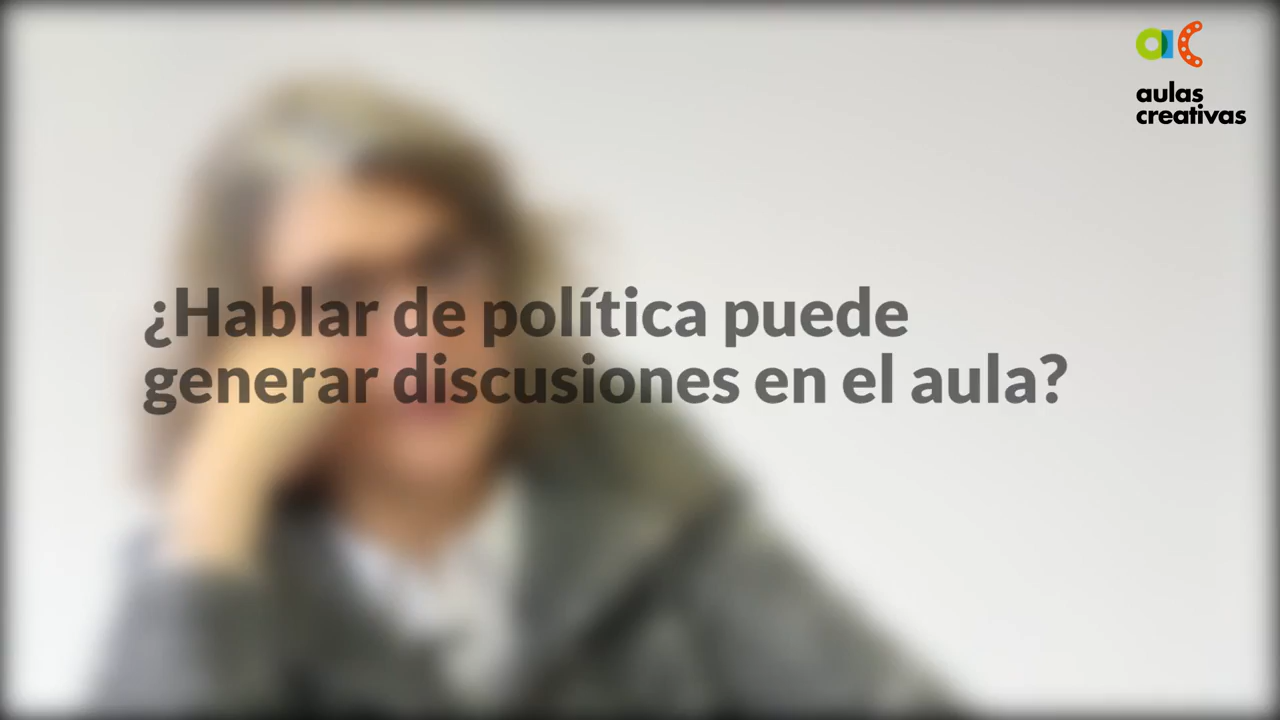 aulas
creativas
¿Hablar de política puede
generar discusiones en el aula?